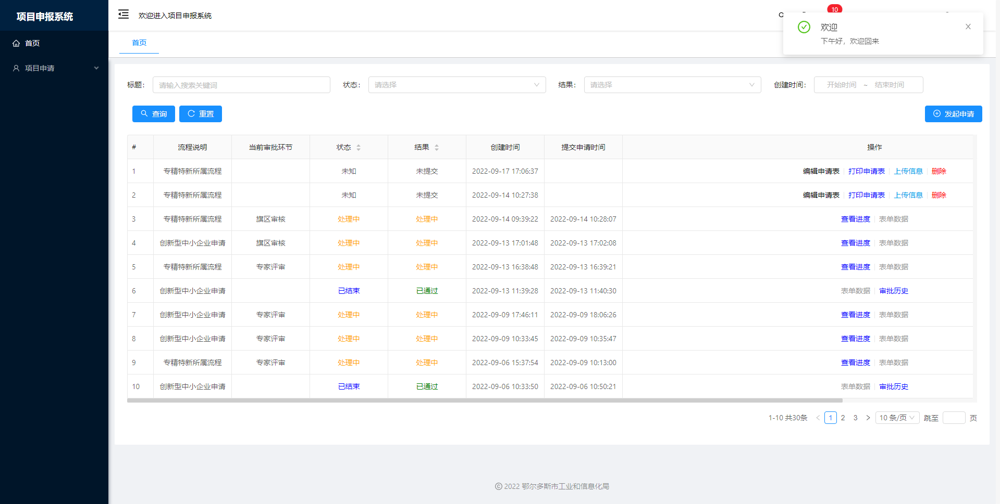 项目申报系统
欢迎进入项目申报系统
10
欢迎
下午好，欢迎回来
首页
项目申请
首页
标题：
请输入搜索关键词
状态：
请选择
结果：
请选择
创建时间：
开始时间 ~ 结束时间
查询
重置
发起申请
# 流程说明 当前审批环节 状态 结果 创建时间 提交申请时间 操作
1 专精特新所属流程 未知 未提交 2022-09-17 17:06:37 编辑申请表 打印申请表 上传信息 删除
2 专精特新所属流程 未知 未提交 2022-09-14 10:27:38 编辑申请表 打印申请表 上传信息 删除
3 专精特新所属流程 旗区审核 处理中 处理中 2022-09-14 09:39:22 2022-09-14 10:28:07 查看进度 表单数据
4 创新型中小企业申请 旗区审核 处理中 处理中 2022-09-13 17:01:48 2022-09-13 17:02:08 查看进度 表单数据
5 专精特新所属流程 专家评审 处理中 处理中 2022-09-13 16:38:48 2022-09-13 16:39:21 查看进度 表单数据
6 创新型中小企业申请 已结束 已通过 2022-09-13 11:39:28 2022-09-13 11:40:30 表单数据 审批历史
7 创新型中小企业申请 专家评审 处理中 处理中 2022-09-09 17:46:11 2022-09-09 18:06:26 查看进度 表单数据
8 创新型中小企业申请 专家评审 处理中 处理中 2022-09-09 10:33:45 2022-09-09 10:35:47 查看进度 表单数据
9 专精特新所属流程 专家评审 处理中 处理中 2022-09-06 15:37:54 2022-09-09 10:13:00 查看进度 表单数据
10 创新型中小企业申请 已结束 已通过 2022-09-06 10:33:50 2022-09-06 10:50:21 表单数据 审批历史
1-10 共30条 < 1 2 3 > 10 条/页 跳至 页
© 2022 鄂尔多斯市工业和信息化局